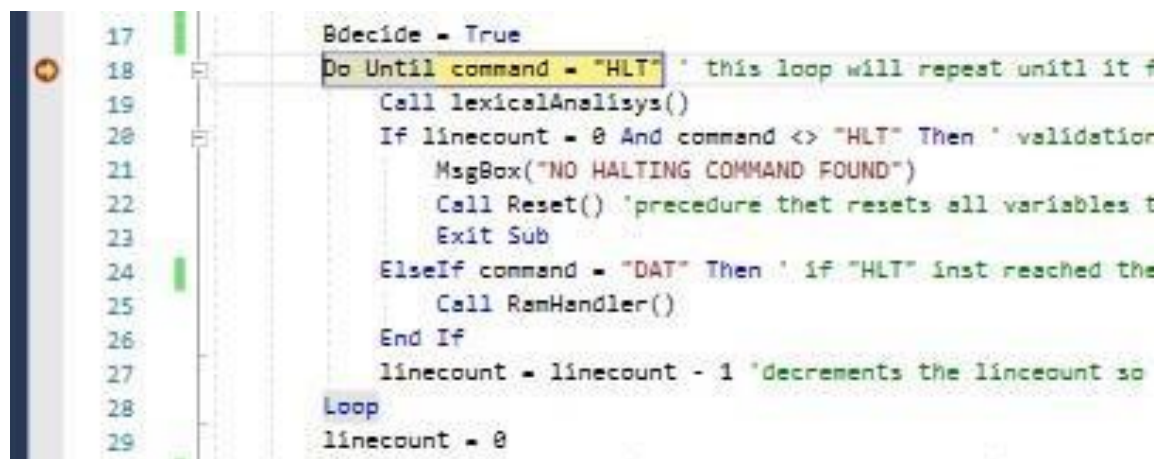 17 Bdecide = True
18 Do Until command = "HLT" ' this loop will repeat unitl it f
19 Call lexicalAnalisys()
20 If linecount = 0 And command <> "HLT" Then ' validation
21 MsgBox("NO HALTING COMMAND FOUND")
22 Call Reset() 'precedure thet resets all variables t
23 Exit Sub
24 ElseIf command = "DAT" Then ' if "HLT" inst reached the
25 Call RamHandler()
26 End If
27 linecount = linecount - 1 'decrements the linceount so
28 Loop
29 linecount = 0